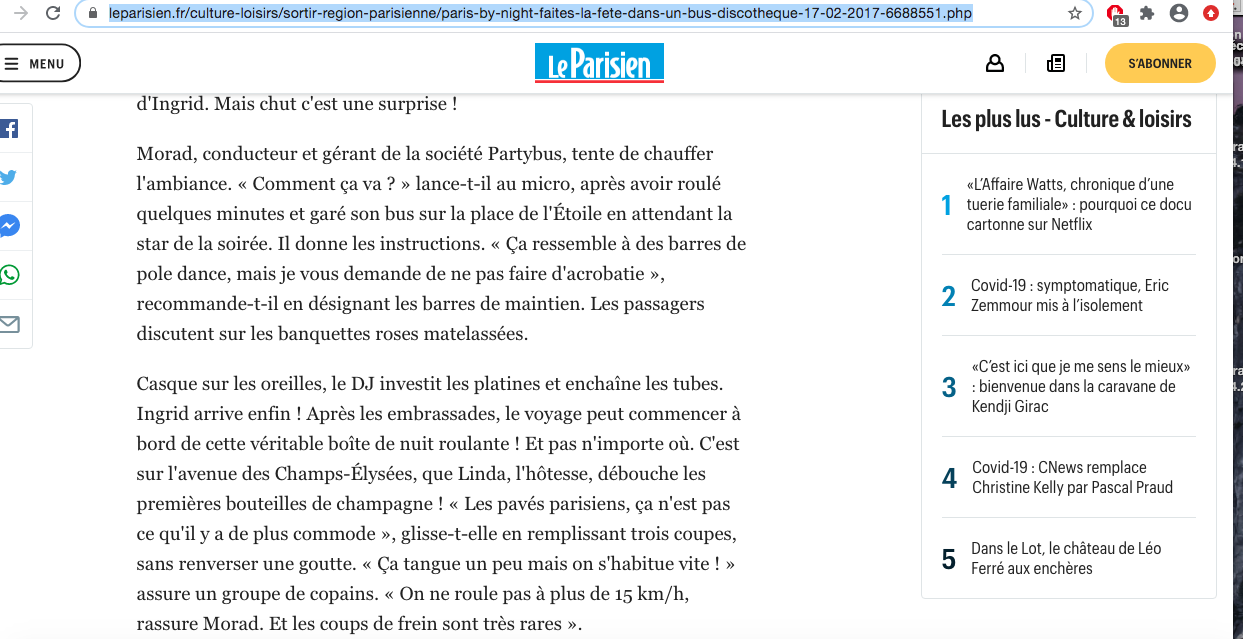 leparisien.fr/culture-loisirs/sortir-region-parisienne/paris-by-night-faites-la-fete-dans-un-bus-discotheque-17-02-2017-6688551.php
13
MENU
Le Parisien
S'ABONNER
d'Ingrid. Mais chut c'est une surprise !
Morad, conducteur et gérant de la société Partybus, tente de chauffer
l'ambiance. « Comment ça va ? » lance-t-il au micro, après avoir roulé
quelques minutes et garé son bus sur la place de l'Étoile en attendant la
star de la soirée. Il donne les instructions. « Ça ressemble à des barres de
pole dance, mais je vous demande de ne pas faire d'acrobatie »,
recommande-t-il en désignant les barres de maintien. Les passagers
discutent sur les banquettes roses matelassées.
Casque sur les oreilles, le DJ investit les platines et enchaîne les tubes.
Ingrid arrive enfin ! Après les embrassades, le voyage peut commencer à
bord de cette véritable boîte de nuit roulante ! Et pas n'importe où. C'est
sur l'avenue des Champs-Élysées, que Linda, l'hôtesse, débouche les
premières bouteilles de champagne ! « Les pavés parisiens, ça n'est pas
ce qu'il y a de plus commode », glisse-t-elle en remplissant trois coupes,
sans renverser une goutte. « Ça tangue un peu mais on s'habitue vite ! »
assure un groupe de copains. « On ne roule pas à plus de 15 km/h,
rassure Morad. Et les coups de frein sont très rares ».
Les plus lus - Culture & loisirs
1
«L'Affaire Watts, chronique d'une
tuerie familiale» : pourquoi ce docu
cartonne sur Netflix
2
Covid-19 : symptomatique, Eric
Zemmour mis à l'isolement
3
«C'est ici que je me sens le mieux»
: bienvenue dans la caravane de
Kendji Girac
4
Covid-19 : CNews remplace
Christine Kelly par Pascal Praud
5
Dans le Lot, le château de Léo
Ferré aux enchères